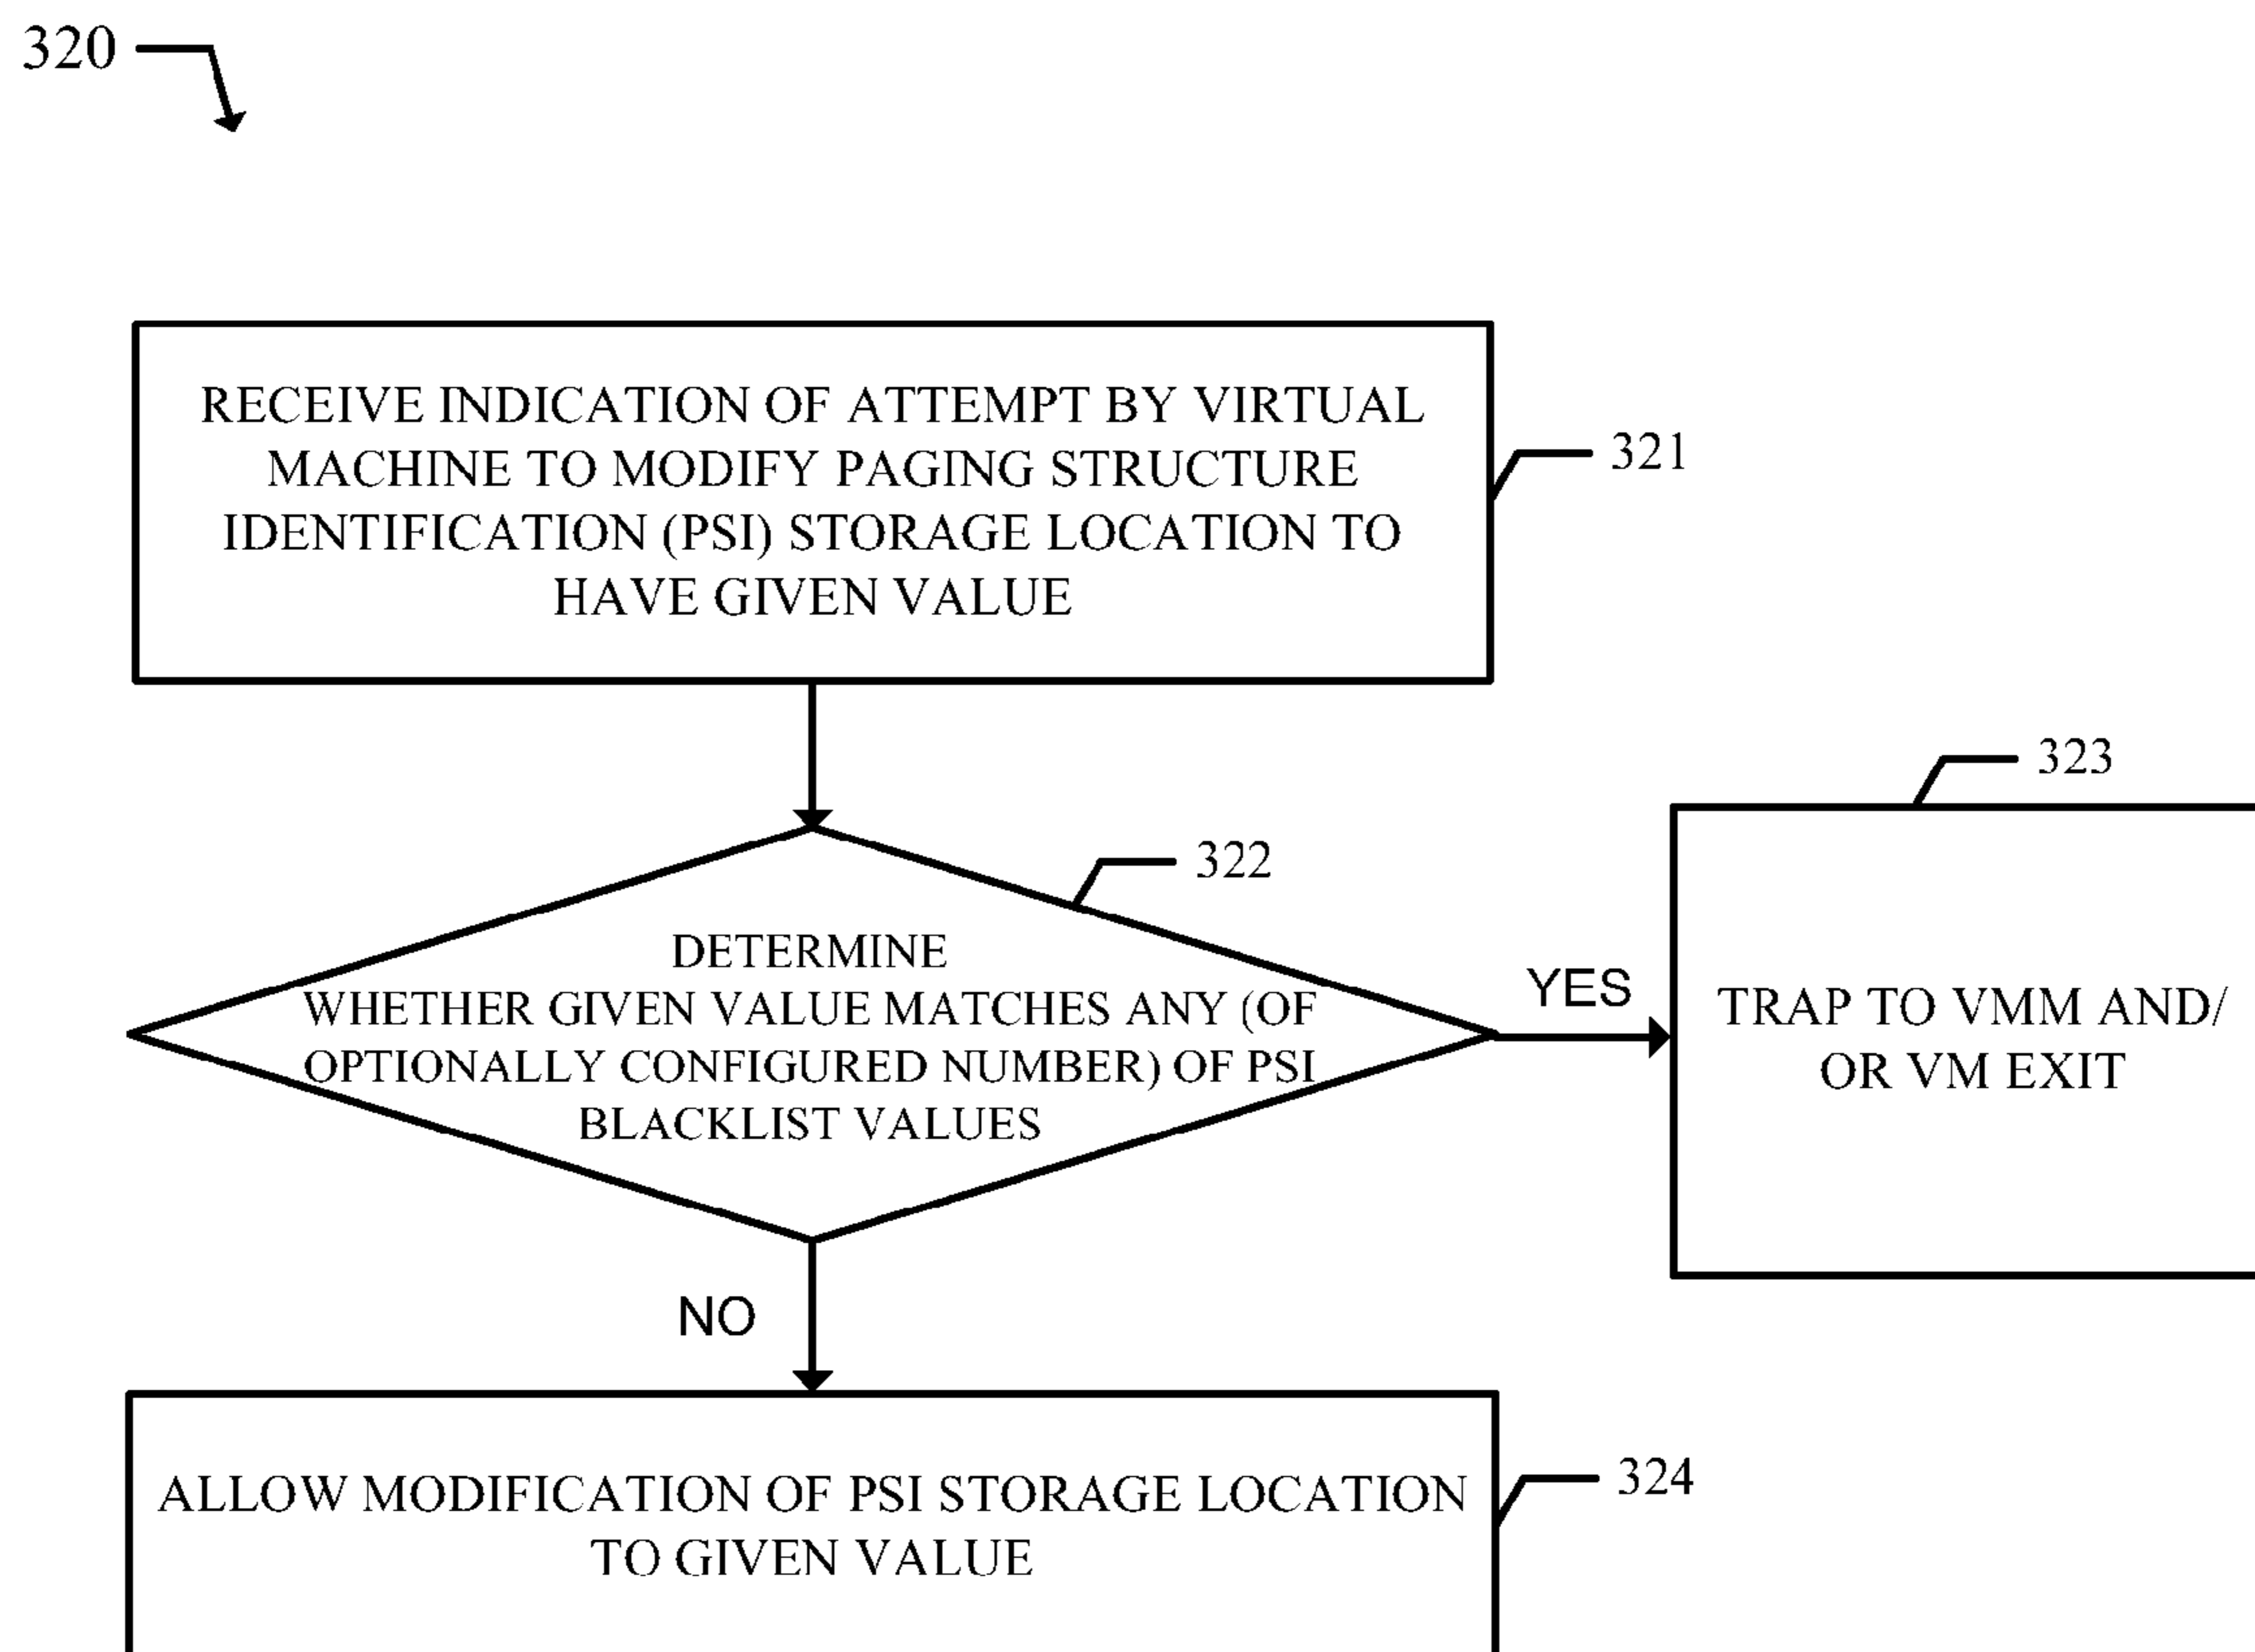 320
RECEIVE INDICATION OF ATTEMPT BY VIRTUAL
MACHINE TO MODIFY PAGING STRUCTURE
IDENTIFICATION (PSI) STORAGE LOCATION TO
HAVE GIVEN VALUE
321
322
DETERMINE
WHETHER GIVEN VALUE MATCHES ANY (OF
OPTIONALLY CONFIGURED NUMBER) OF PSI
BLACKLIST VALUES
YES
323
TRAP TO VMM AND/
OR VM EXIT
NO
ALLOW MODIFICATION OF PSI STORAGE LOCATION
TO GIVEN VALUE
324